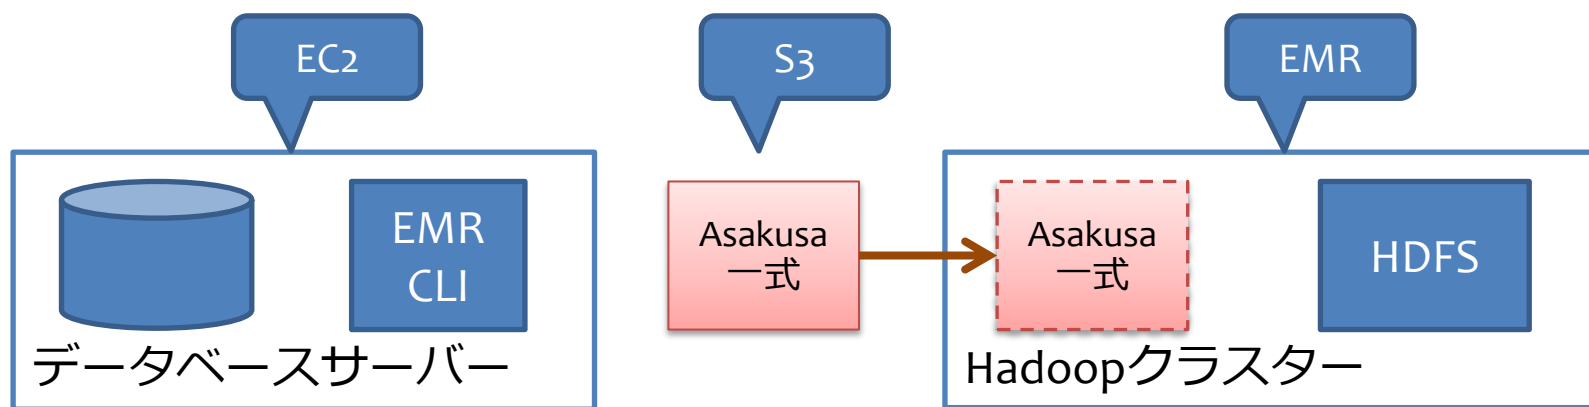 EC2
S3
EMR
EMR
CLI
Asakusa
一式
Asakusa
一式
HDFS
データベースサーバー
Hadoopクラスター